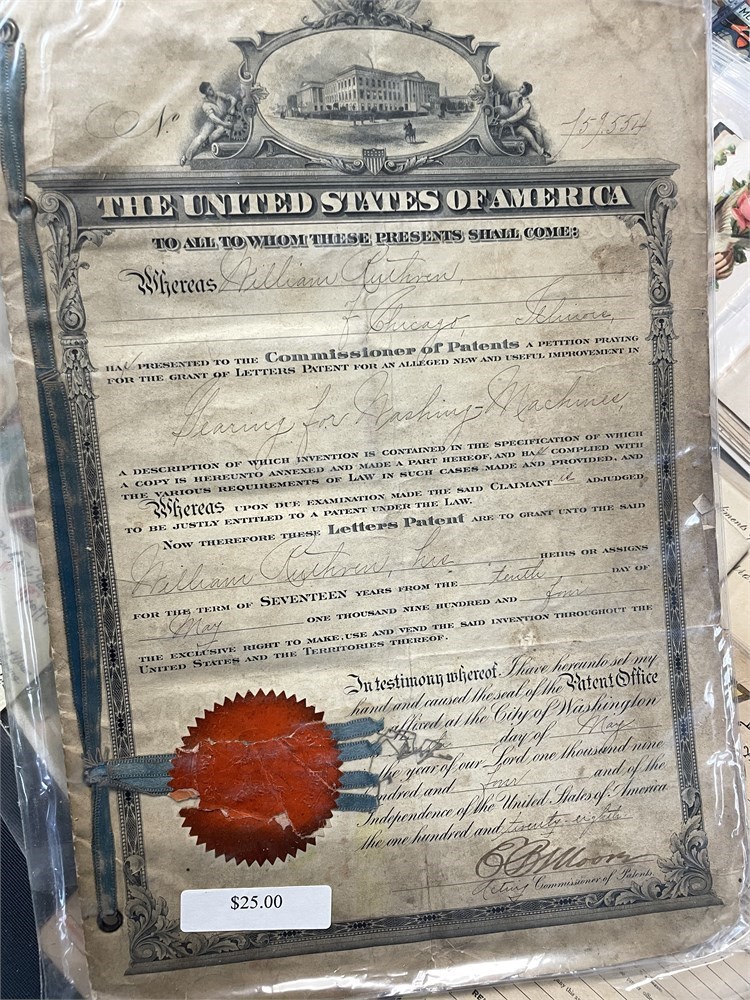 No. 759,554
THE UNITED STATES OF AMERICA
TO ALL TO WHOM THESE PRESENTS SHALL COME:
Whereas William Ruthven,
of Chicago, Illinois,
HAS PRESENTED TO THE Commissioner of Patents A PETITION PRAYING
FOR THE GRANT OF LETTERS PATENT FOR AN ALLEGED NEW AND USEFUL IMPROVEMENT IN
Gearing for Washing-Machines,
A DESCRIPTION OF WHICH INVENTION IS CONTAINED IN THE SPECIFICATION OF WHICH
A COPY IS HEREUNTO ANNEXED AND MADE A PART HEREOF, AND HAS COMPLIED WITH
THE VARIOUS REQUIREMENTS OF LAW IN SUCH CASES MADE AND PROVIDED, AND
Whereas UPON DUE EXAMINATION MADE THE SAID CLAIMANT is ADJUDGED
TO BE JUSTLY ENTITLED TO A PATENT UNDER THE LAW.
NOW THEREFORE THESE Letters Patent ARE TO GRANT UNTO THE SAID
William Ruthven, his HEIRS OR ASSIGNS
FOR THE TERM OF SEVENTEEN YEARS FROM THE tenth DAY OF
May ONE THOUSAND NINE HUNDRED AND four
THE EXCLUSIVE RIGHT TO MAKE, USE AND VEND THE SAID INVENTION THROUGHOUT THE
UNITED STATES AND THE TERRITORIES THEREOF.
In testimony whereof, I have hereunto set my
hand and caused the seal of the Patent Office
affixed at the City of Washington
day of May
the year of our Lord one thousand nine
hundred and four and of the
Independence of the United States of America
the one hundred and twenty-eighth
E. B. Moore
Acting Commissioner of Patents.
$25.00